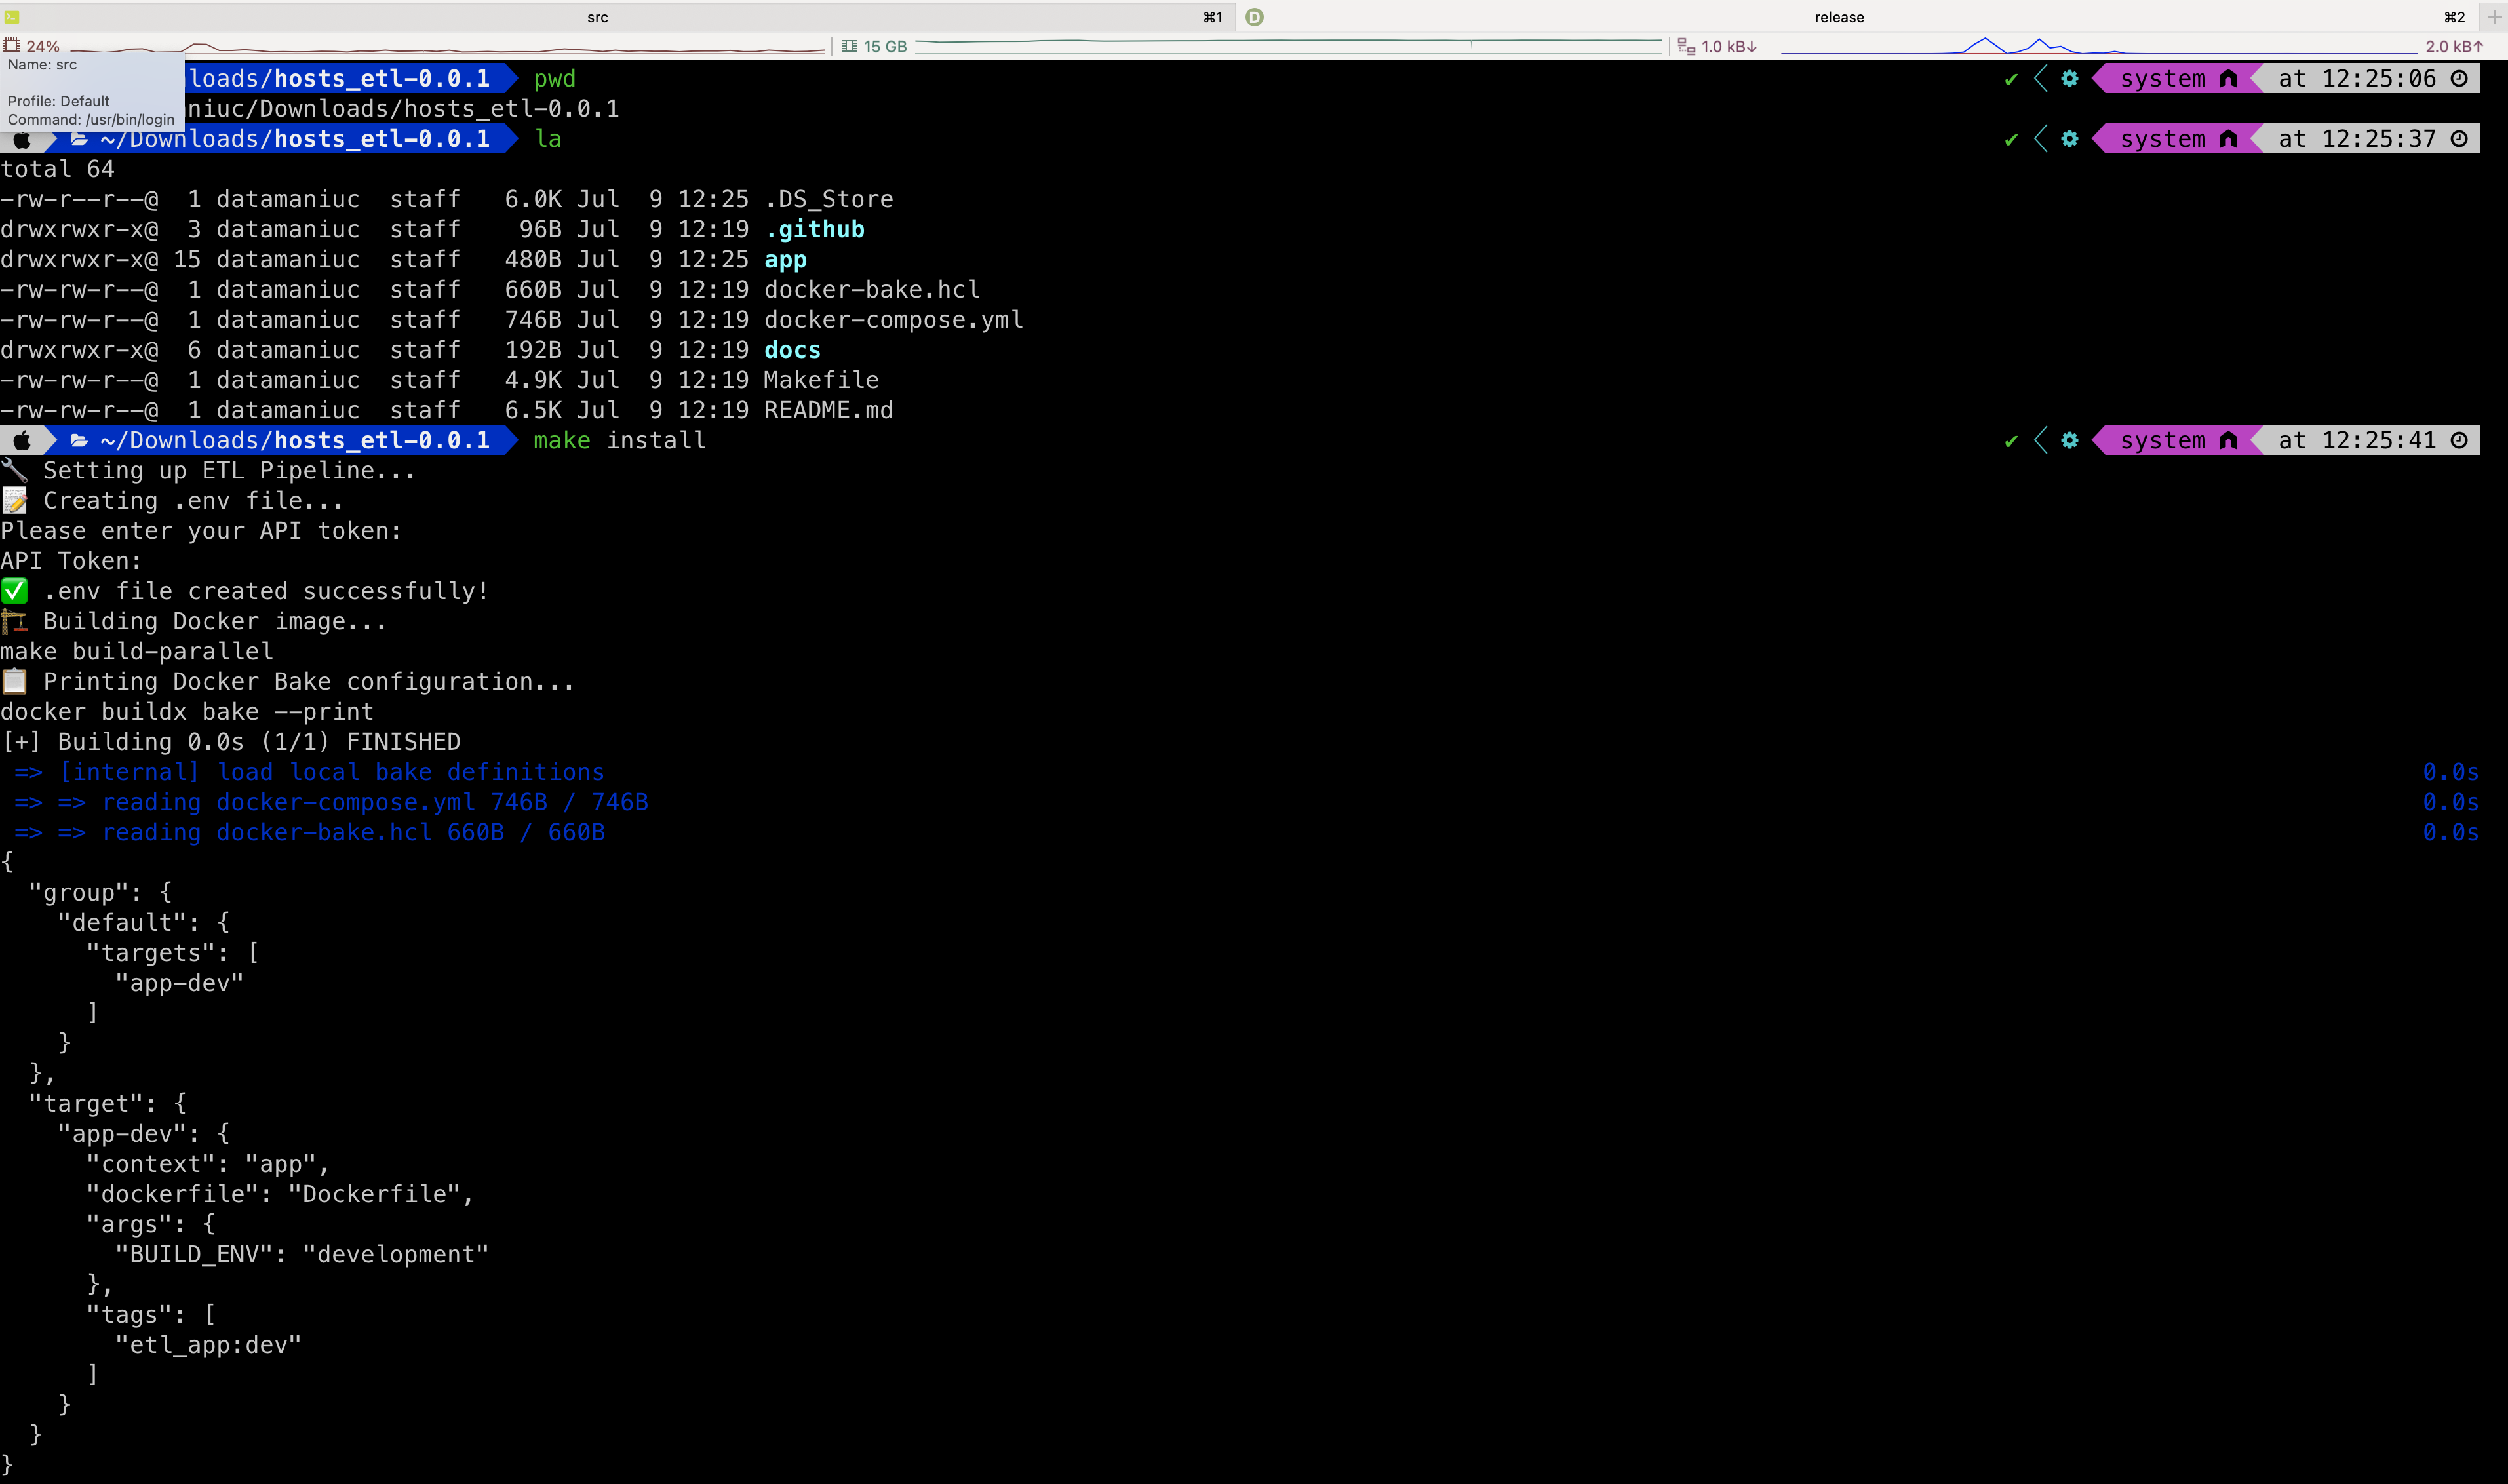 src ⌘1 release ⌘2
24% 15 GB 1.0 kB↓ 2.0 kB↑
Name: src
Profile: Default
Command: /usr/bin/login
loads/hosts_etl-0.0.1 pwd ✔ system at 12:25:06
niuc/Downloads/hosts_etl-0.0.1
~/Downloads/hosts_etl-0.0.1 la ✔ system at 12:25:37
total 64
-rw-r--r--@ 1 datamaniuc staff 6.0K Jul 9 12:25 .DS_Store
drwxrwxr-x@ 3 datamaniuc staff 96B Jul 9 12:19 .github
drwxrwxr-x@ 15 datamaniuc staff 480B Jul 9 12:25 app
-rw-rw-r--@ 1 datamaniuc staff 660B Jul 9 12:19 docker-bake.hcl
-rw-rw-r--@ 1 datamaniuc staff 746B Jul 9 12:19 docker-compose.yml
drwxrwxr-x@ 6 datamaniuc staff 192B Jul 9 12:19 docs
-rw-rw-r--@ 1 datamaniuc staff 4.9K Jul 9 12:19 Makefile
-rw-rw-r--@ 1 datamaniuc staff 6.5K Jul 9 12:19 README.md
~/Downloads/hosts_etl-0.0.1 make install ✔ system at 12:25:41
🔧 Setting up ETL Pipeline...
📝 Creating .env file...
Please enter your API token:
API Token:
✅ .env file created successfully!
🏗️ Building Docker image...
make build-parallel
📋 Printing Docker Bake configuration...
docker buildx bake --print
[+] Building 0.0s (1/1) FINISHED
=> [internal] load local bake definitions 0.0s
=> => reading docker-compose.yml 746B / 746B 0.0s
=> => reading docker-bake.hcl 660B / 660B 0.0s
{
"group": {
"default": {
"targets": [
"app-dev"
]
}
},
"target": {
"app-dev": {
"context": "app",
"dockerfile": "Dockerfile",
"args": {
"BUILD_ENV": "development"
},
"tags": [
"etl_app:dev"
]
}
}
}